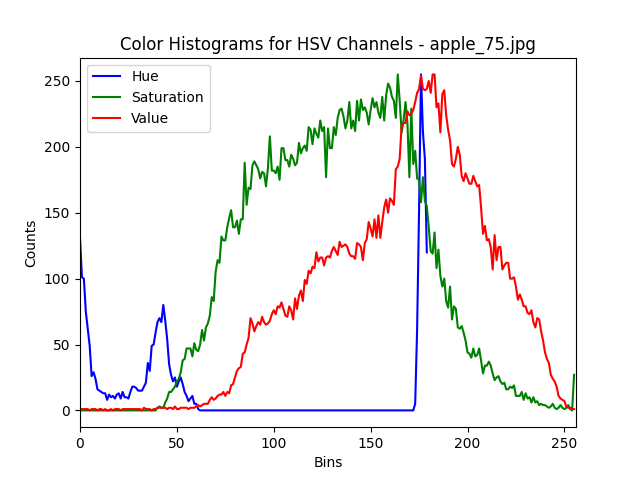 Color Histograms for HSV Channels - apple_75.jpg
Hue
Saturation
Value
Counts
250
200
150
100
50
0
0 50 100 150 200 250
Bins